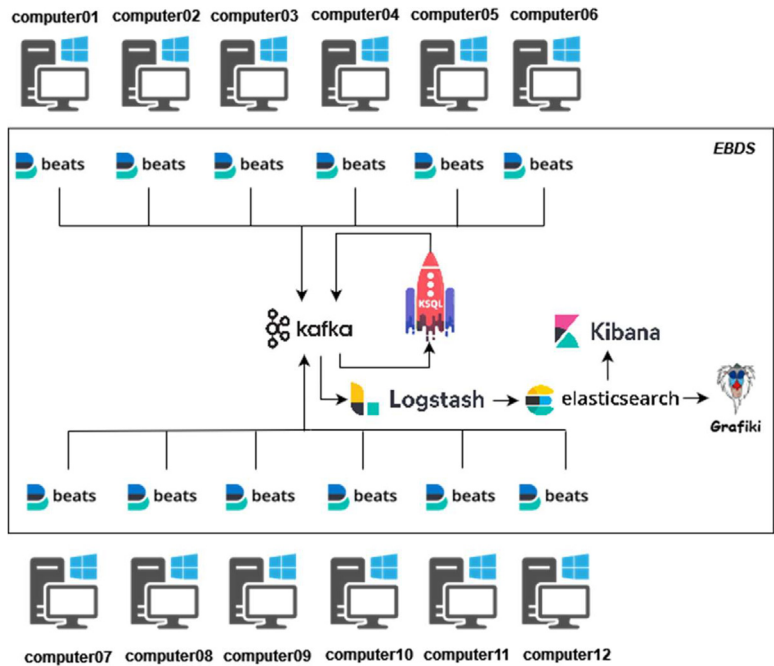 computer01 computer02 computer03 computer04 computer05 computer06
EBDS
beats beats beats beats beats beats
KSQL
kafka
Kibana
Logstash elasticsearch
Grafiki
beats beats beats beats beats beats
computer07 computer08 computer09 computer10 computer11 computer12